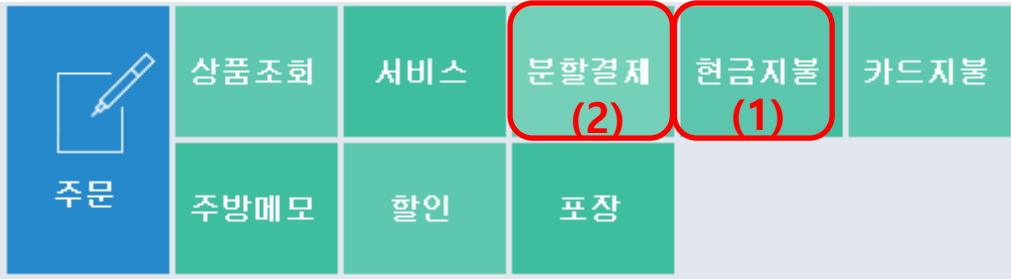 상품조회
서비스
분할결제
(2)
현금지불
(1)
카드지불
주문
주방메모
할인
포장